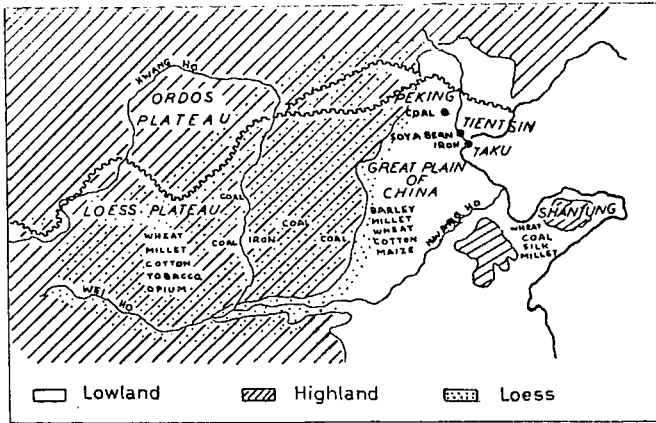 KWANG HO
ORDOS
PLATEAU
PEKING
COAL
TIENTSIN
SOYA BEAN
IRON
TAKU
GREAT PLAIN
OF
CHINA
LOESS PLATEAU
COAL
COAL
IRON
COAL
COAL
BARLEY
MILLET
WHEAT
COTTON
MAIZE
HWANG HO
SHANTUNG
WHEAT
COAL
SILK
MILLET
WHEAT
MILLET
COTTON
TOBACCO
OPIUM
WEI HO
Lowland
Highland
Loess